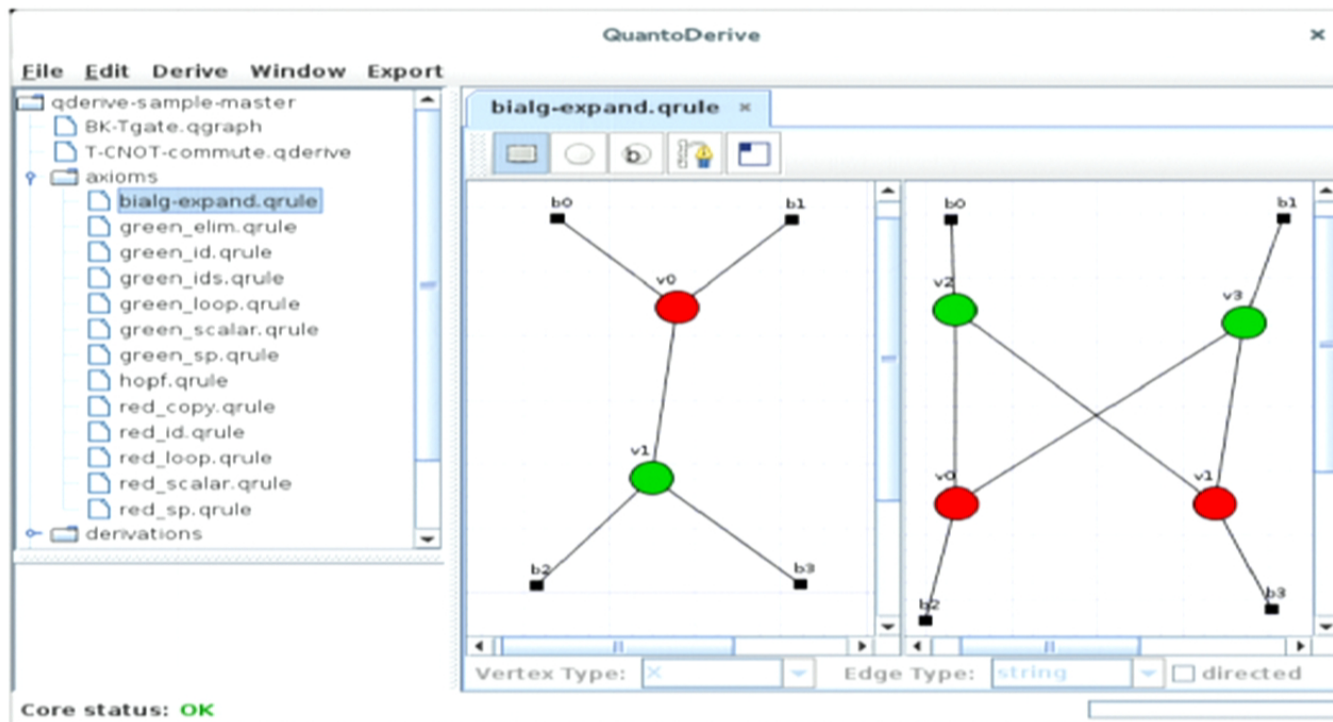 QuantoDerive
File Edit Derive Window Export
qderive-sample-master
BK-Tgate.qgraph
T-CNOT-commute.qderive
axioms
bialg-expand.qrule
green_elim.qrule
green_id.qrule
green_ids.qrule
green_loop.qrule
green_scalar.qrule
green_sp.qrule
hopf.qrule
red_copy.qrule
red_id.qrule
red_loop.qrule
red_scalar.qrule
red_sp.qrule
derivations
bialg-expand.qrule
b
b0 b1
v0
v1
b2 b3
b0 b1
v2 v3
v0 v1
b2 b3
Vertex Type: X Edge Type: string directed
Core status: OK